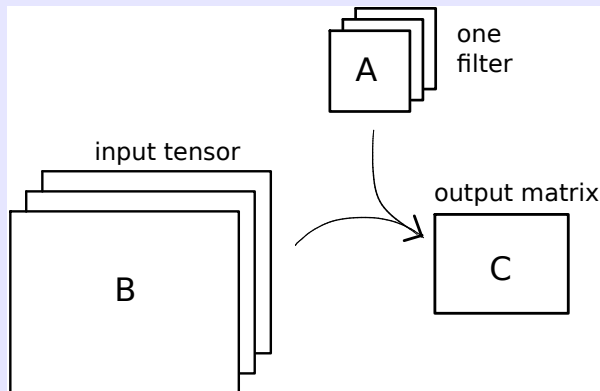 A
one
filter
input tensor
output matrix
B
C